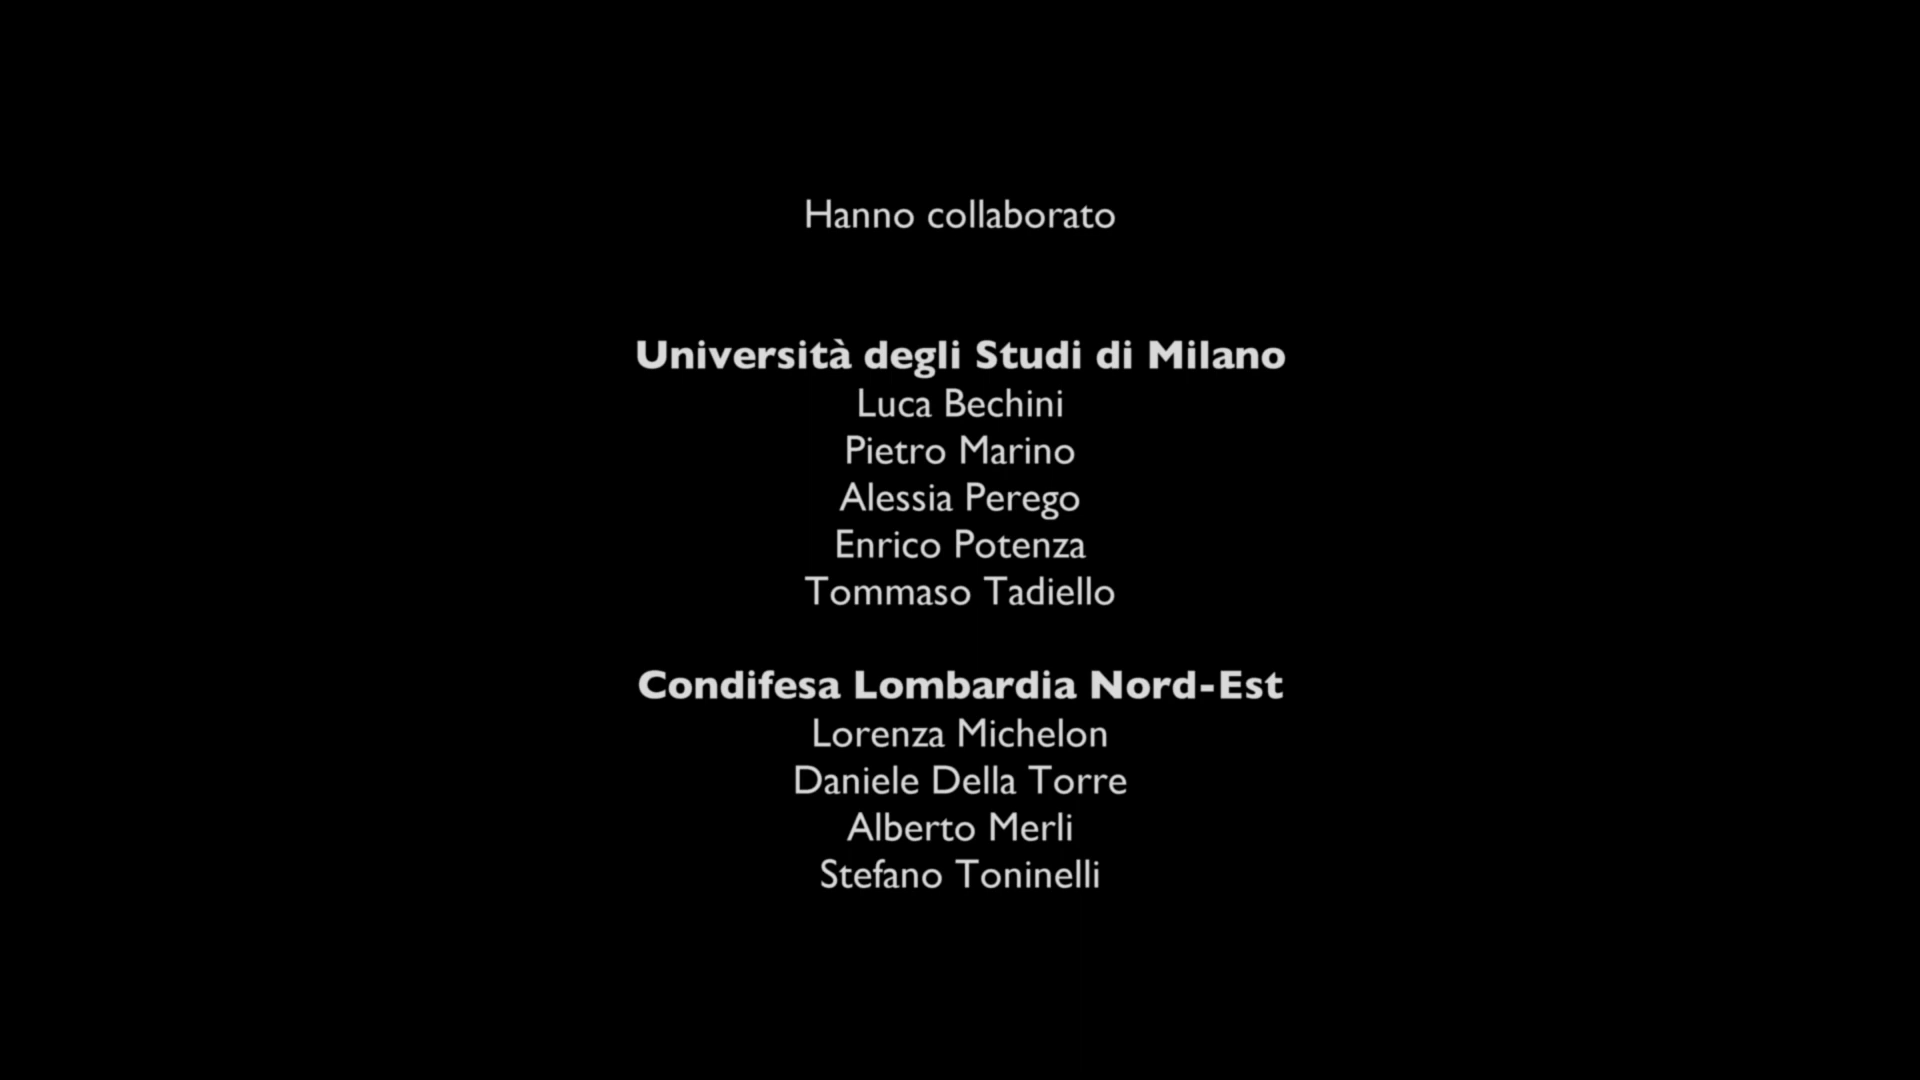 Hanno collaborato
Università degli Studi di Milano
Luca Bechini
Pietro Marino
Alessia Perego
Enrico Potenza
Tommaso Tadiello
Condifesa Lombardia Nord-Est
Lorenza Michelon
Daniele Della Torre
Alberto Merli
Stefano Toninelli